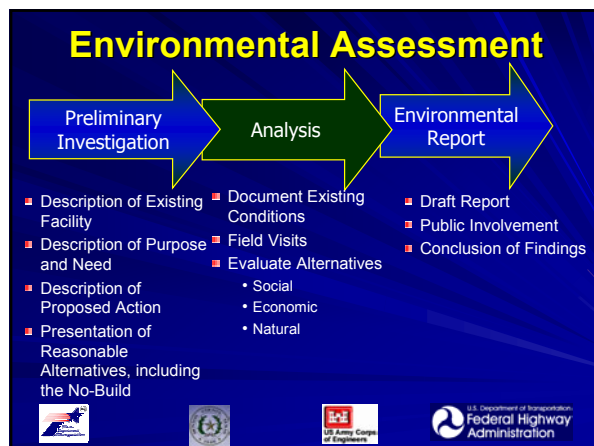 Environmental Assessment
Preliminary
Investigation
Analysis
Environmental
Report
Description of Existing
Facility
Description of Purpose
and Need
Description of
Proposed Action
Presentation of
Reasonable
Alternatives, including
the No-Build
Document Existing
Conditions
Field Visits
Evaluate Alternatives
• Social
• Economic
• Natural
Draft Report
Public Involvement
Conclusion of Findings
US Army Corps
of Engineers
U.S. Department of Transportation
Federal Highway
Administration